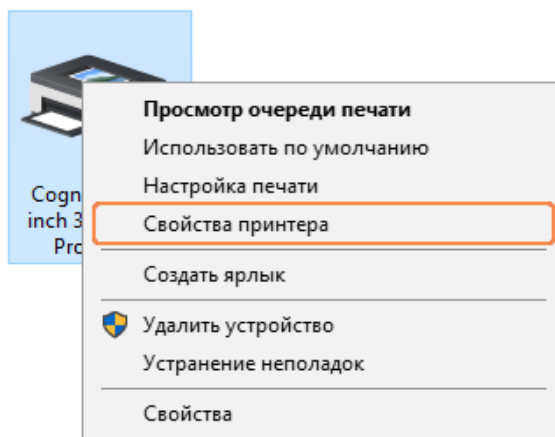 Просмотр очереди печати
Использовать по умолчанию
Настройка печати
Свойства принтера
Создать ярлык
Удалить устройство
Устранение неполадок
Свойства
Cogn
inch 3
Pro